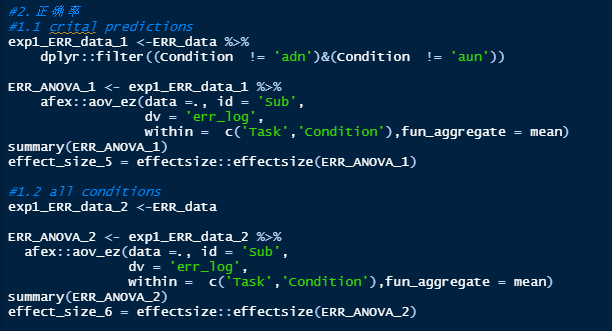 #2.正确率
#1.1 crital predictions
exp1_ERR_data_1 <-ERR_data %>%
    dplyr::filter((Condition  != 'adn')&(Condition  != 'aun'))
ERR_ANOVA_1 <- exp1_ERR_data_1 %>%
    afex::aov_ez(data =., id = 'Sub',
                 dv = 'err_log',
                 within =  c('Task','Condition'),fun_aggregate = mean)
summary(ERR_ANOVA_1)
effect_size_5 = effectsize::effectsize(ERR_ANOVA_1)
#1.2 all conditions
exp1_ERR_data_2 <-ERR_data
ERR_ANOVA_2 <- exp1_ERR_data_2 %>%
  afex::aov_ez(data =., id = 'Sub',
               dv = 'err_log',
               within =  c('Task','Condition'),fun_aggregate = mean)
summary(ERR_ANOVA_2)
effect_size_6 = effectsize::effectsize(ERR_ANOVA_2)